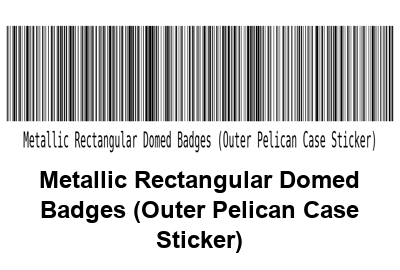 Metallic Rectangular Domed Badges (Outer Pelican Case Sticker)
Metallic Rectangular Domed
Badges (Outer Pelican Case
Sticker)